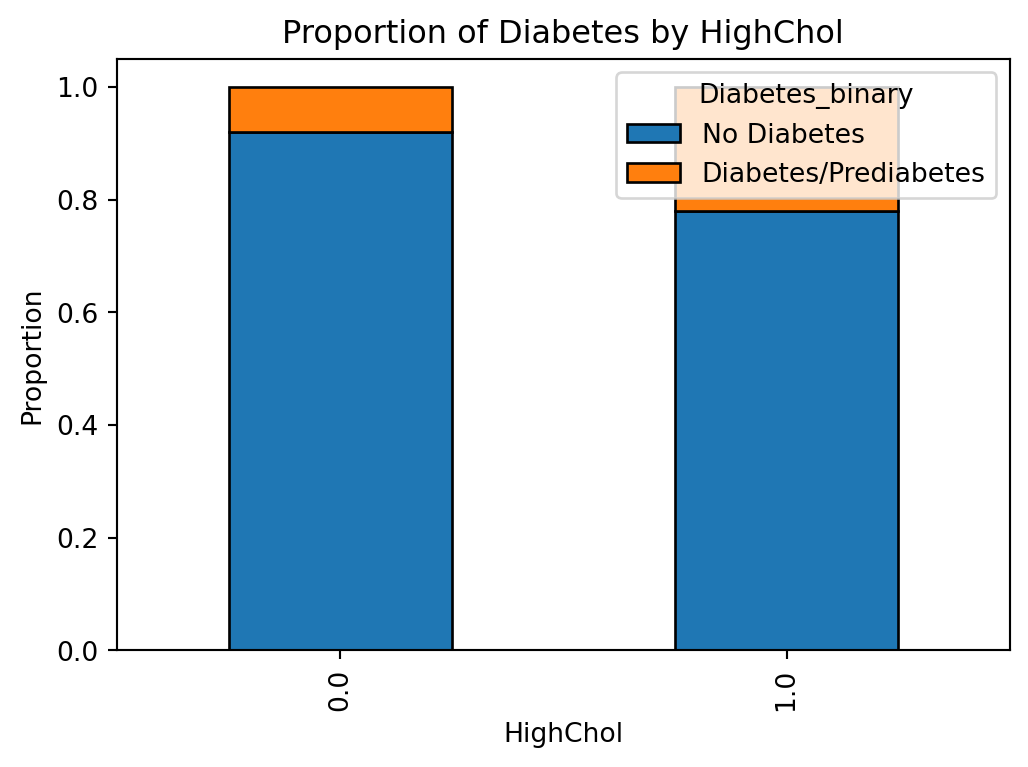 Proportion of Diabetes by HighChol
Diabetes_binary
No Diabetes
Diabetes/Prediabetes
Proportion
1.0
0.8
0.6
0.4
0.2
0.0
0.0
1.0
HighChol